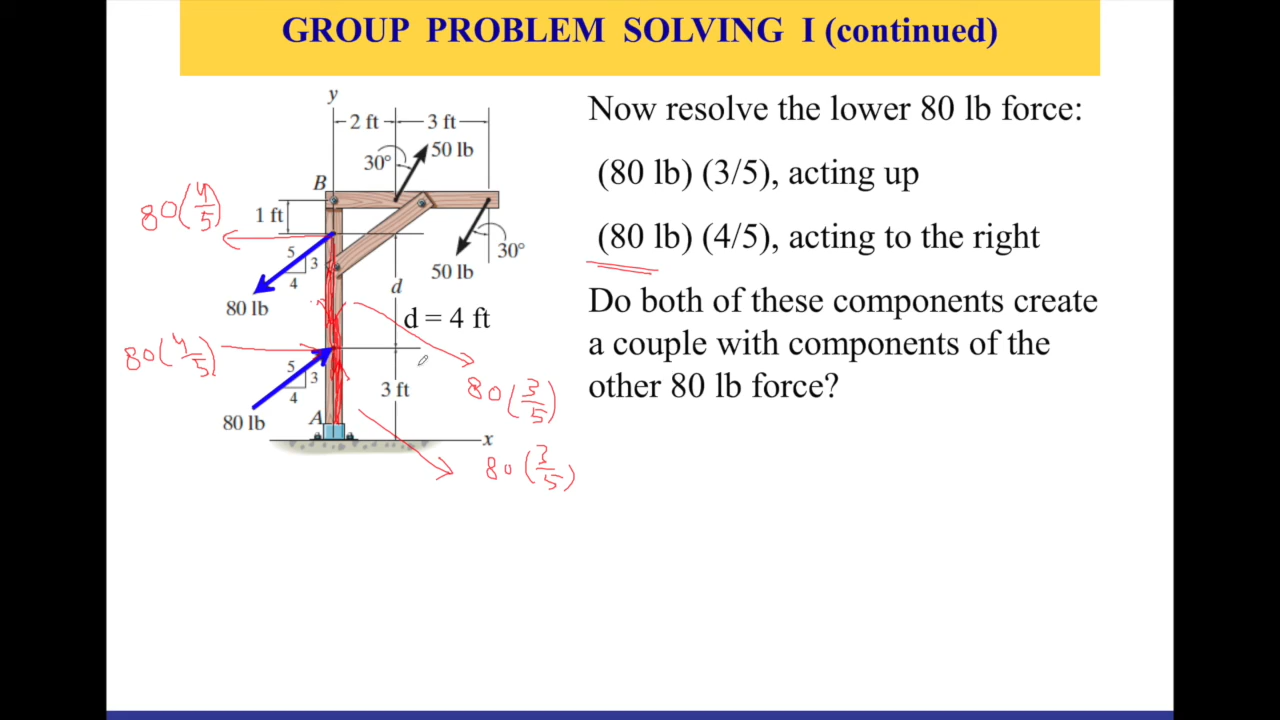 GROUP PROBLEM SOLVING I (continued)
y
2 ft
3 ft
50 lb
30°
B
1 ft
80(4/5)
5
3
4
80 lb
d
50 lb
30°
d = 4 ft
80(4/5)
5
3
4
80 lb
3 ft
A
x
80(3/5)
80(3/5)
Now resolve the lower 80 lb force:
(80 lb) (3/5), acting up
(80 lb) (4/5), acting to the right
Do both of these components create
a couple with components of the
other 80 lb force?